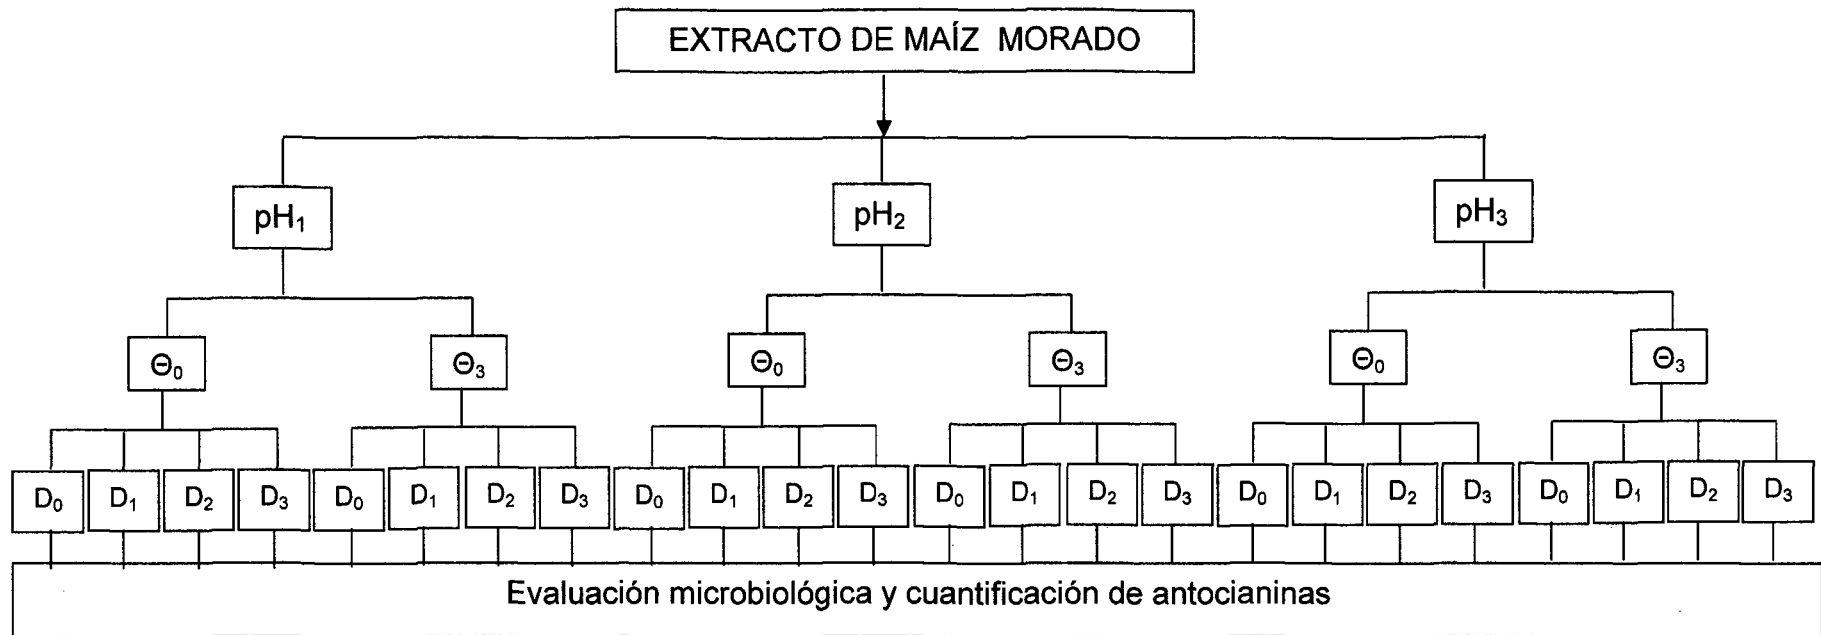 EXTRACTO DE MAÍZ MORADO
pH₁ pH₂ pH₃
Θ₀ Θ₃ Θ₀ Θ₃ Θ₀ Θ₃
D₀ D₁ D₂ D₃ D₀ D₁ D₂ D₃ D₀ D₁ D₂ D₃ D₀ D₁ D₂ D₃ D₀ D₁ D₂ D₃ D₀ D₁ D₂ D₃
Evaluación microbiológica y cuantificación de antocianinas